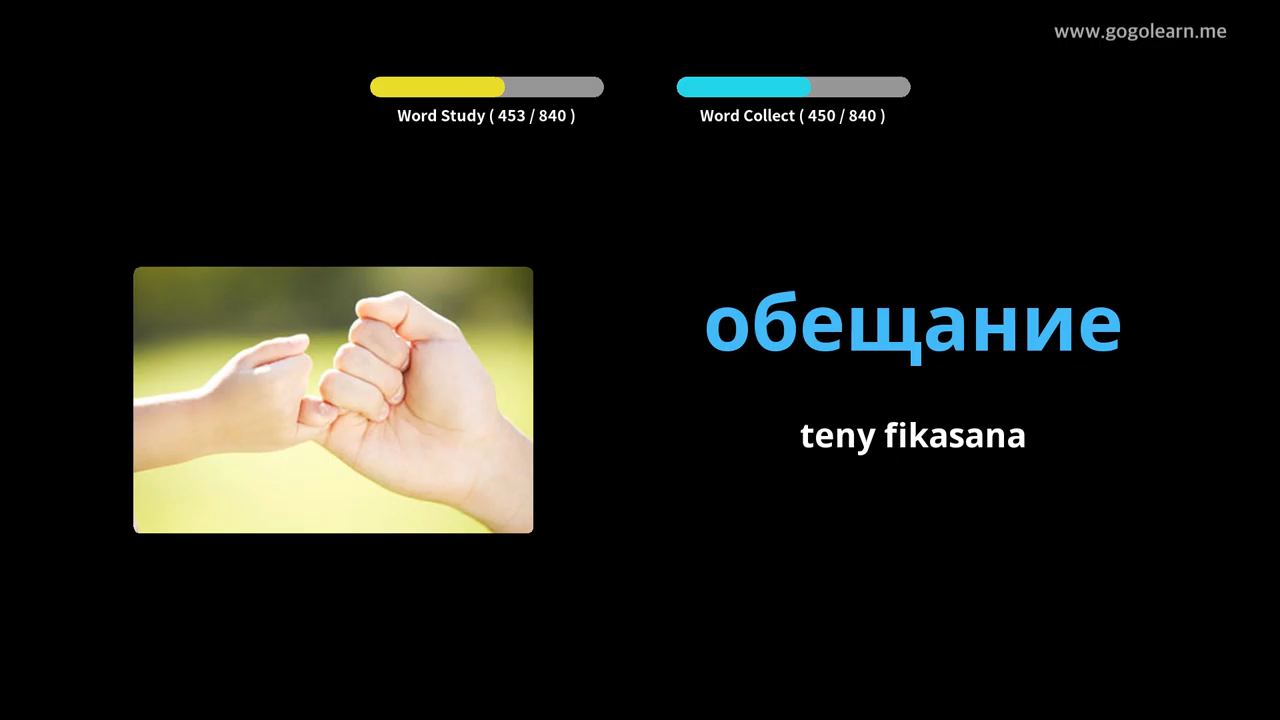 www.gogolearn.me
Word Study ( 453 / 840 )
Word Collect ( 450 / 840 )
обещание
teny fikasana